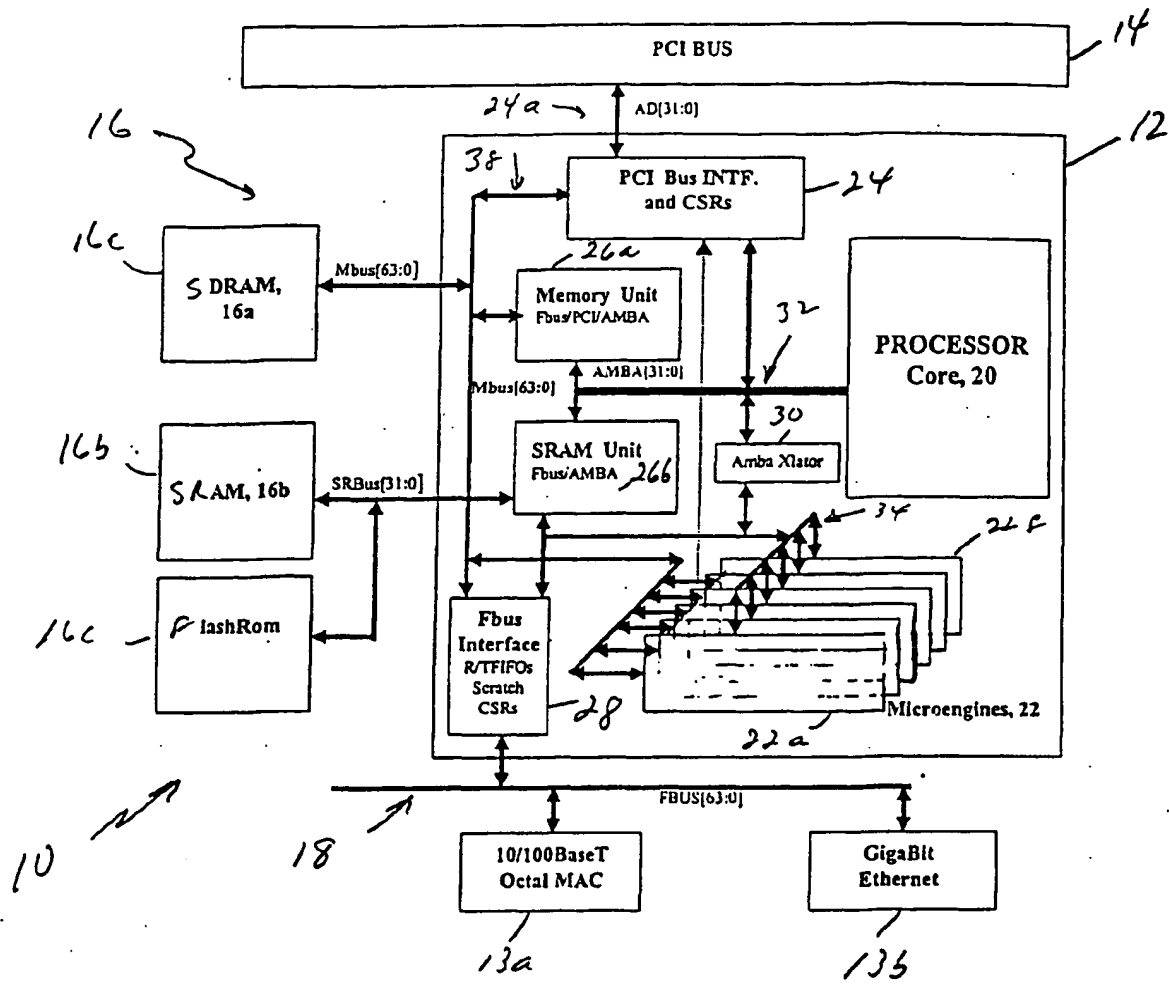 PCI BUS
14
24a
AD[31:0]
16
12
38
PCI Bus INTF.
and CSRs
24
16c
SDRAM,
16a
Mbus[63:0]
26a
Memory Unit
Fbus/PCI/AMBA
32
PROCESSOR
Core, 20
Mbus[63:0]
AMBA[31:0]
30
16b
SRAM, 16b
SRBus[31:0]
SRAM Unit
Fbus/AMBA
26b
Amba Xlator
34
22f
16c
FlashRom
Fbus
Interface
R/TFIFOs
Scratch
CSRs
28
Microengines, 22
22a
10
18
FBUS[63:0]
10/100BaseT
Octal MAC
GigaBit
Ethernet
13a
13b